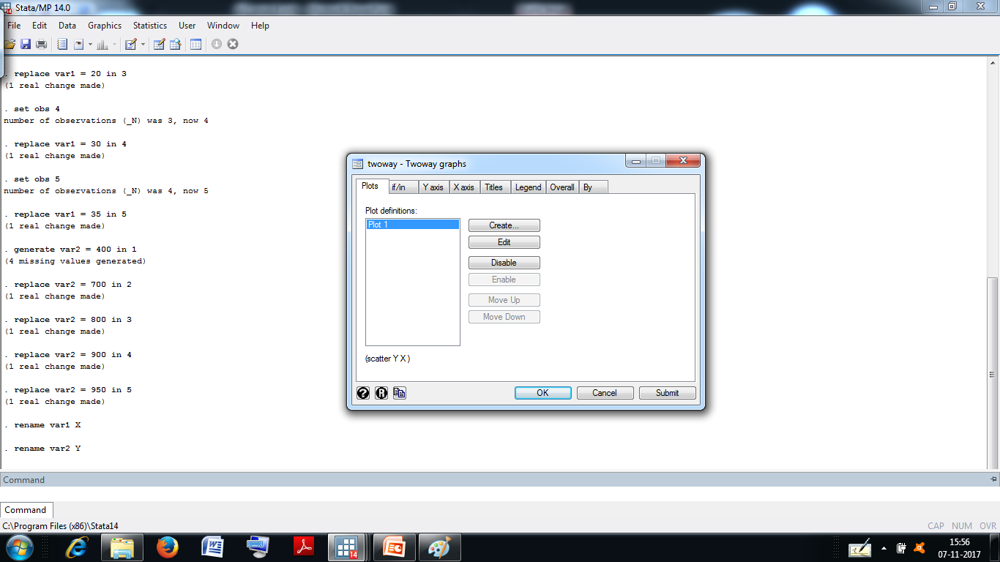 Stata/MP 14.0
File Edit Data Graphics Statistics User Window Help
. replace var1 = 20 in 3
(1 real change made)
. set obs 4
number of observations (_N) was 3, now 4
. replace var1 = 30 in 4
(1 real change made)
. set obs 5
number of observations (_N) was 4, now 5
. replace var1 = 35 in 5
(1 real change made)
. generate var2 = 400 in 1
(4 missing values generated)
. replace var2 = 700 in 2
(1 real change made)
. replace var2 = 800 in 3
(1 real change made)
. replace var2 = 900 in 4
(1 real change made)
. replace var2 = 950 in 5
(1 real change made)
. rename var1 X
. rename var2 Y
twoway - Twoway graphs
Plots if/in Y axis X axis Titles Legend Overall By
Plot definitions:
Plot 1
Create...
Edit
Disable
Enable
Move Up
Move Down
(scatter Y X )
OK Cancel Submit
Command
Command
C:\Program Files (x86)\Stata14
CAP NUM OVR
14
15:56
07-11-2017